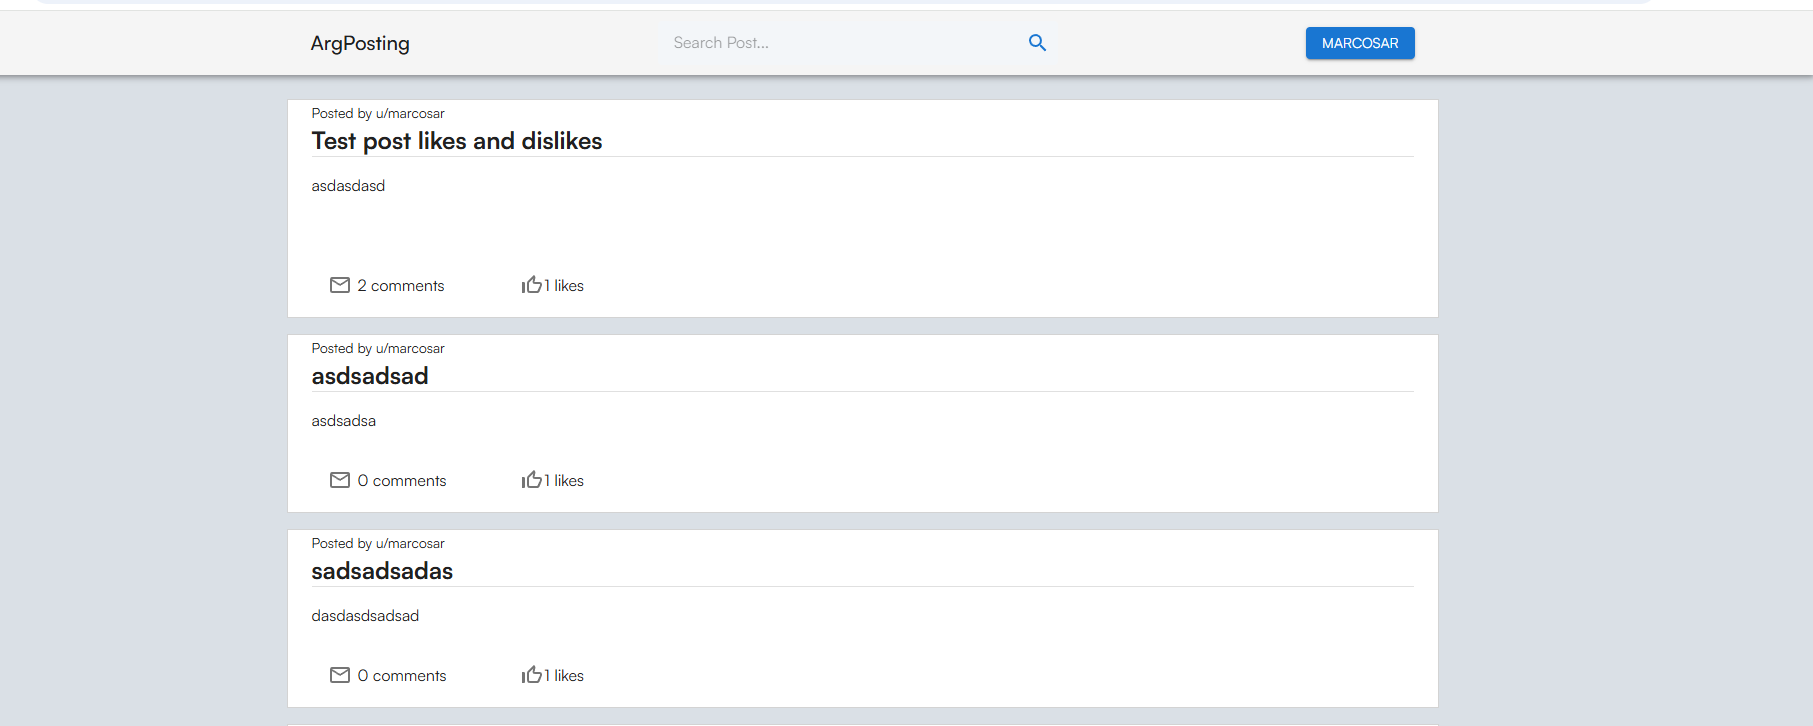 ArgPosting
Search Post...
MARCOSAR
Posted by u/marcosar
Test post likes and dislikes
asdasdasd
2 comments
1 likes
Posted by u/marcosar
asdsadsad
asdsadsa
0 comments
1 likes
Posted by u/marcosar
sadsadsadas
dasdasdsadsad
0 comments
1 likes